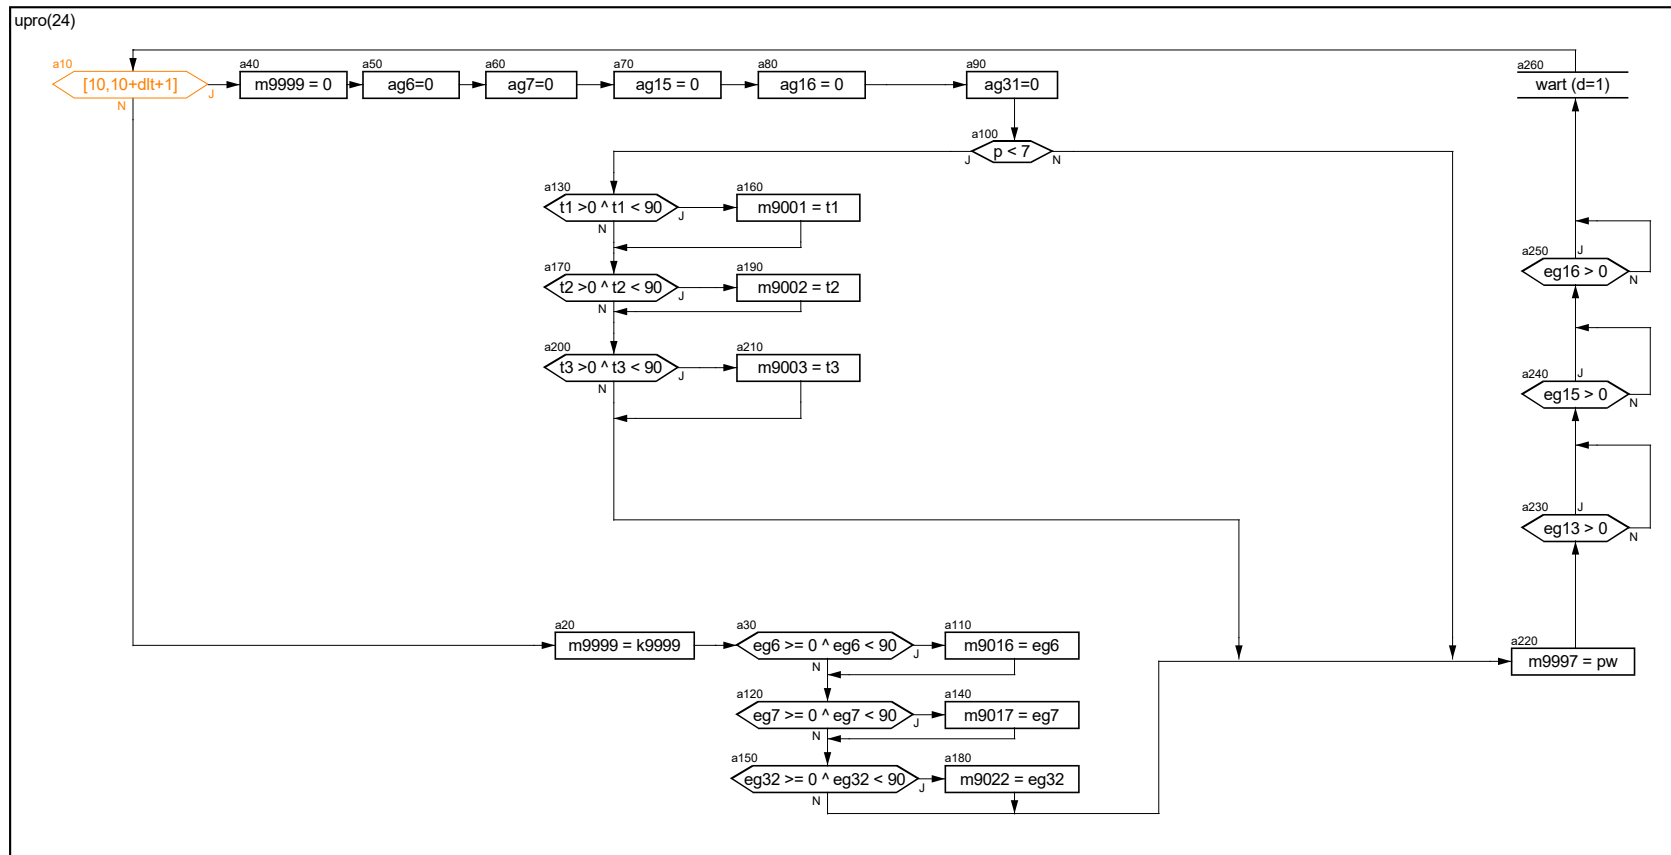 upro(24)
a10
[10,10+dlt+1]
J
N
a40
m9999 = 0
a50
ag6=0
a60
ag7=0
a70
ag15 = 0
a80
ag16 = 0
a90
ag31=0
a260
wart (d=1)
a100
p < 7
J
N
a130
t1 >0 ^ t1 < 90
J
N
a160
m9001 = t1
a170
t2 >0 ^ t2 < 90
J
N
a190
m9002 = t2
a200
t3 >0 ^ t3 < 90
J
N
a210
m9003 = t3
a250
J
eg16 > 0
N
a240
J
eg15 > 0
N
a230
J
eg13 > 0
N
a20
m9999 = k9999
a30
eg6 >= 0 ^ eg6 < 90
J
N
a110
m9016 = eg6
a120
eg7 >= 0 ^ eg7 < 90
J
N
a140
m9017 = eg7
a150
eg32 >= 0 ^ eg32 < 90
J
N
a180
m9022 = eg32
a220
m9997 = pw